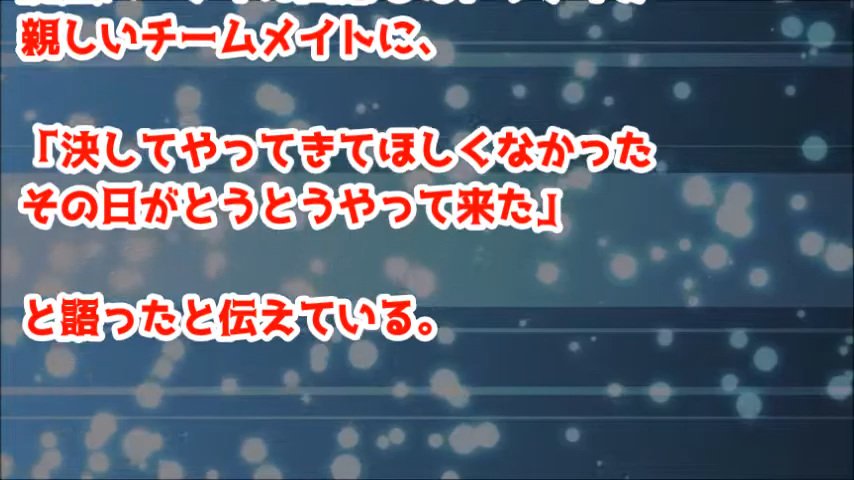 親しいチームメイトに、
「決してやってきてほしくなかった
その日がとうとうやって来た」
と語ったと伝えている。